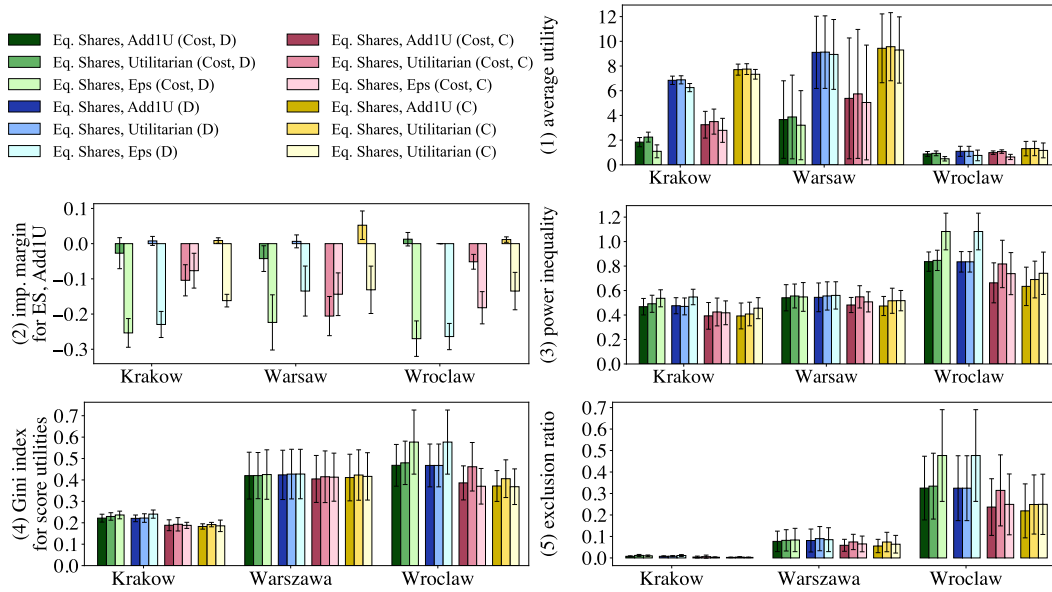 Eq. Shares, Add1U (Cost, D)
Eq. Shares, Utilitarian (Cost, D)
Eq. Shares, Eps (Cost, D)
Eq. Shares, Add1U (D)
Eq. Shares, Utilitarian (D)
Eq. Shares, Eps (D)
Eq. Shares, Add1U (Cost, C)
Eq. Shares, Utilitarian (Cost, C)
Eq. Shares, Eps (Cost, C)
Eq. Shares, Add1U (C)
Eq. Shares, Utilitarian (C)
Eq. Shares, Utilitarian (C)
(1) average utility
12
10
8
6
4
2
0
Krakow Warsaw Wroclaw
(2) imp. margin
for ES, Add1U
0.1
0.0
−0.1
−0.2
−0.3
Krakow Warsaw Wroclaw
(3) power inequality
1.2
1.0
0.8
0.6
0.4
0.2
0.0
Krakow Warsaw Wroclaw
(4) Gini index
for score utilities
0.7
0.6
0.5
0.4
0.3
0.2
0.1
0.0
Krakow Warszawa Wroclaw
(5) exclusion ratio
0.7
0.6
0.5
0.4
0.3
0.2
0.1
0.0
Krakow Warszawa Wroclaw